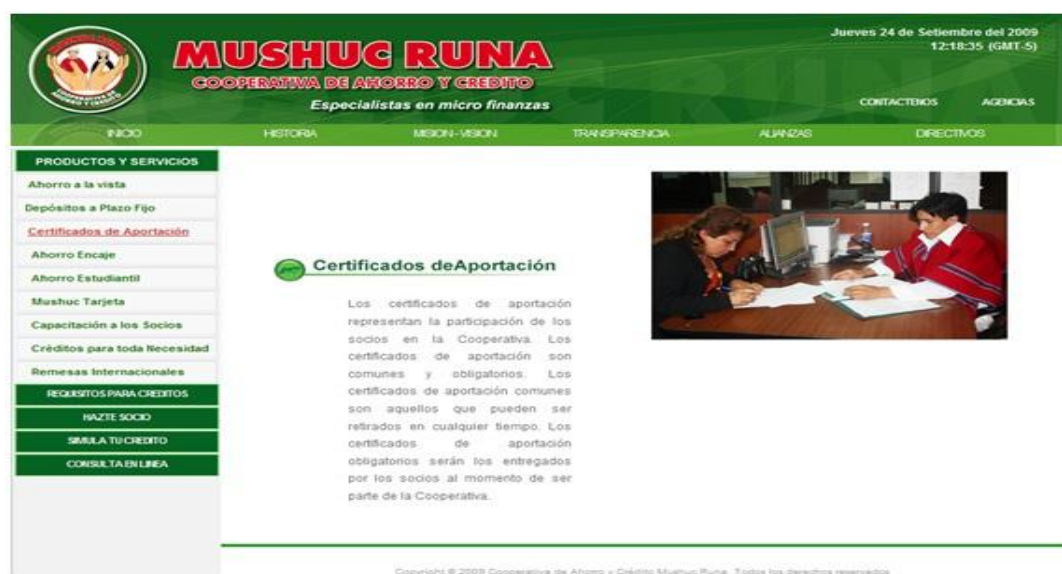 Jueves 24 de Setiembre del 2009
12:18:35 (GMT-5)
MUSHUC RUNA
COOPERATIVA DE AHORRO Y CREDITO
Especialistas en micro finanzas
CONTACTENOS AGENCIAS
INICIO HISTORIA MISION-VISION TRANSPARENCIA ALIANZAS DIRECTIVOS
PRODUCTOS Y SERVICIOS
Ahorro a la vista
Depósitos a Plazo Fijo
Certificados de Aportación
Ahorro Encaje
Ahorro Estudiantil
Mushuc Tarjeta
Capacitación a los Socios
Créditos para toda Necesidad
Remesas Internacionales
REQUISITOS PARA CREDITOS
HAZTE SOCIO
SIMULA TU CREDITO
CONSULTA EN LINEA
Certificados deAportación
Los certificados de aportación
representan la participación de los
socios en la Cooperativa. Los
certificados de aportación son
comunes y obligatorios. Los
certificados de aportación comunes
son aquellos que pueden ser
retirados en cualquier tiempo. Los
certificados de aportación
obligatorios serán los entregados
por los socios al momento de ser
parte de la Cooperativa.
Copyright © 2009 Cooperativa de Ahorro y Crédito Mushuc Runa. Todos los derechos reservados